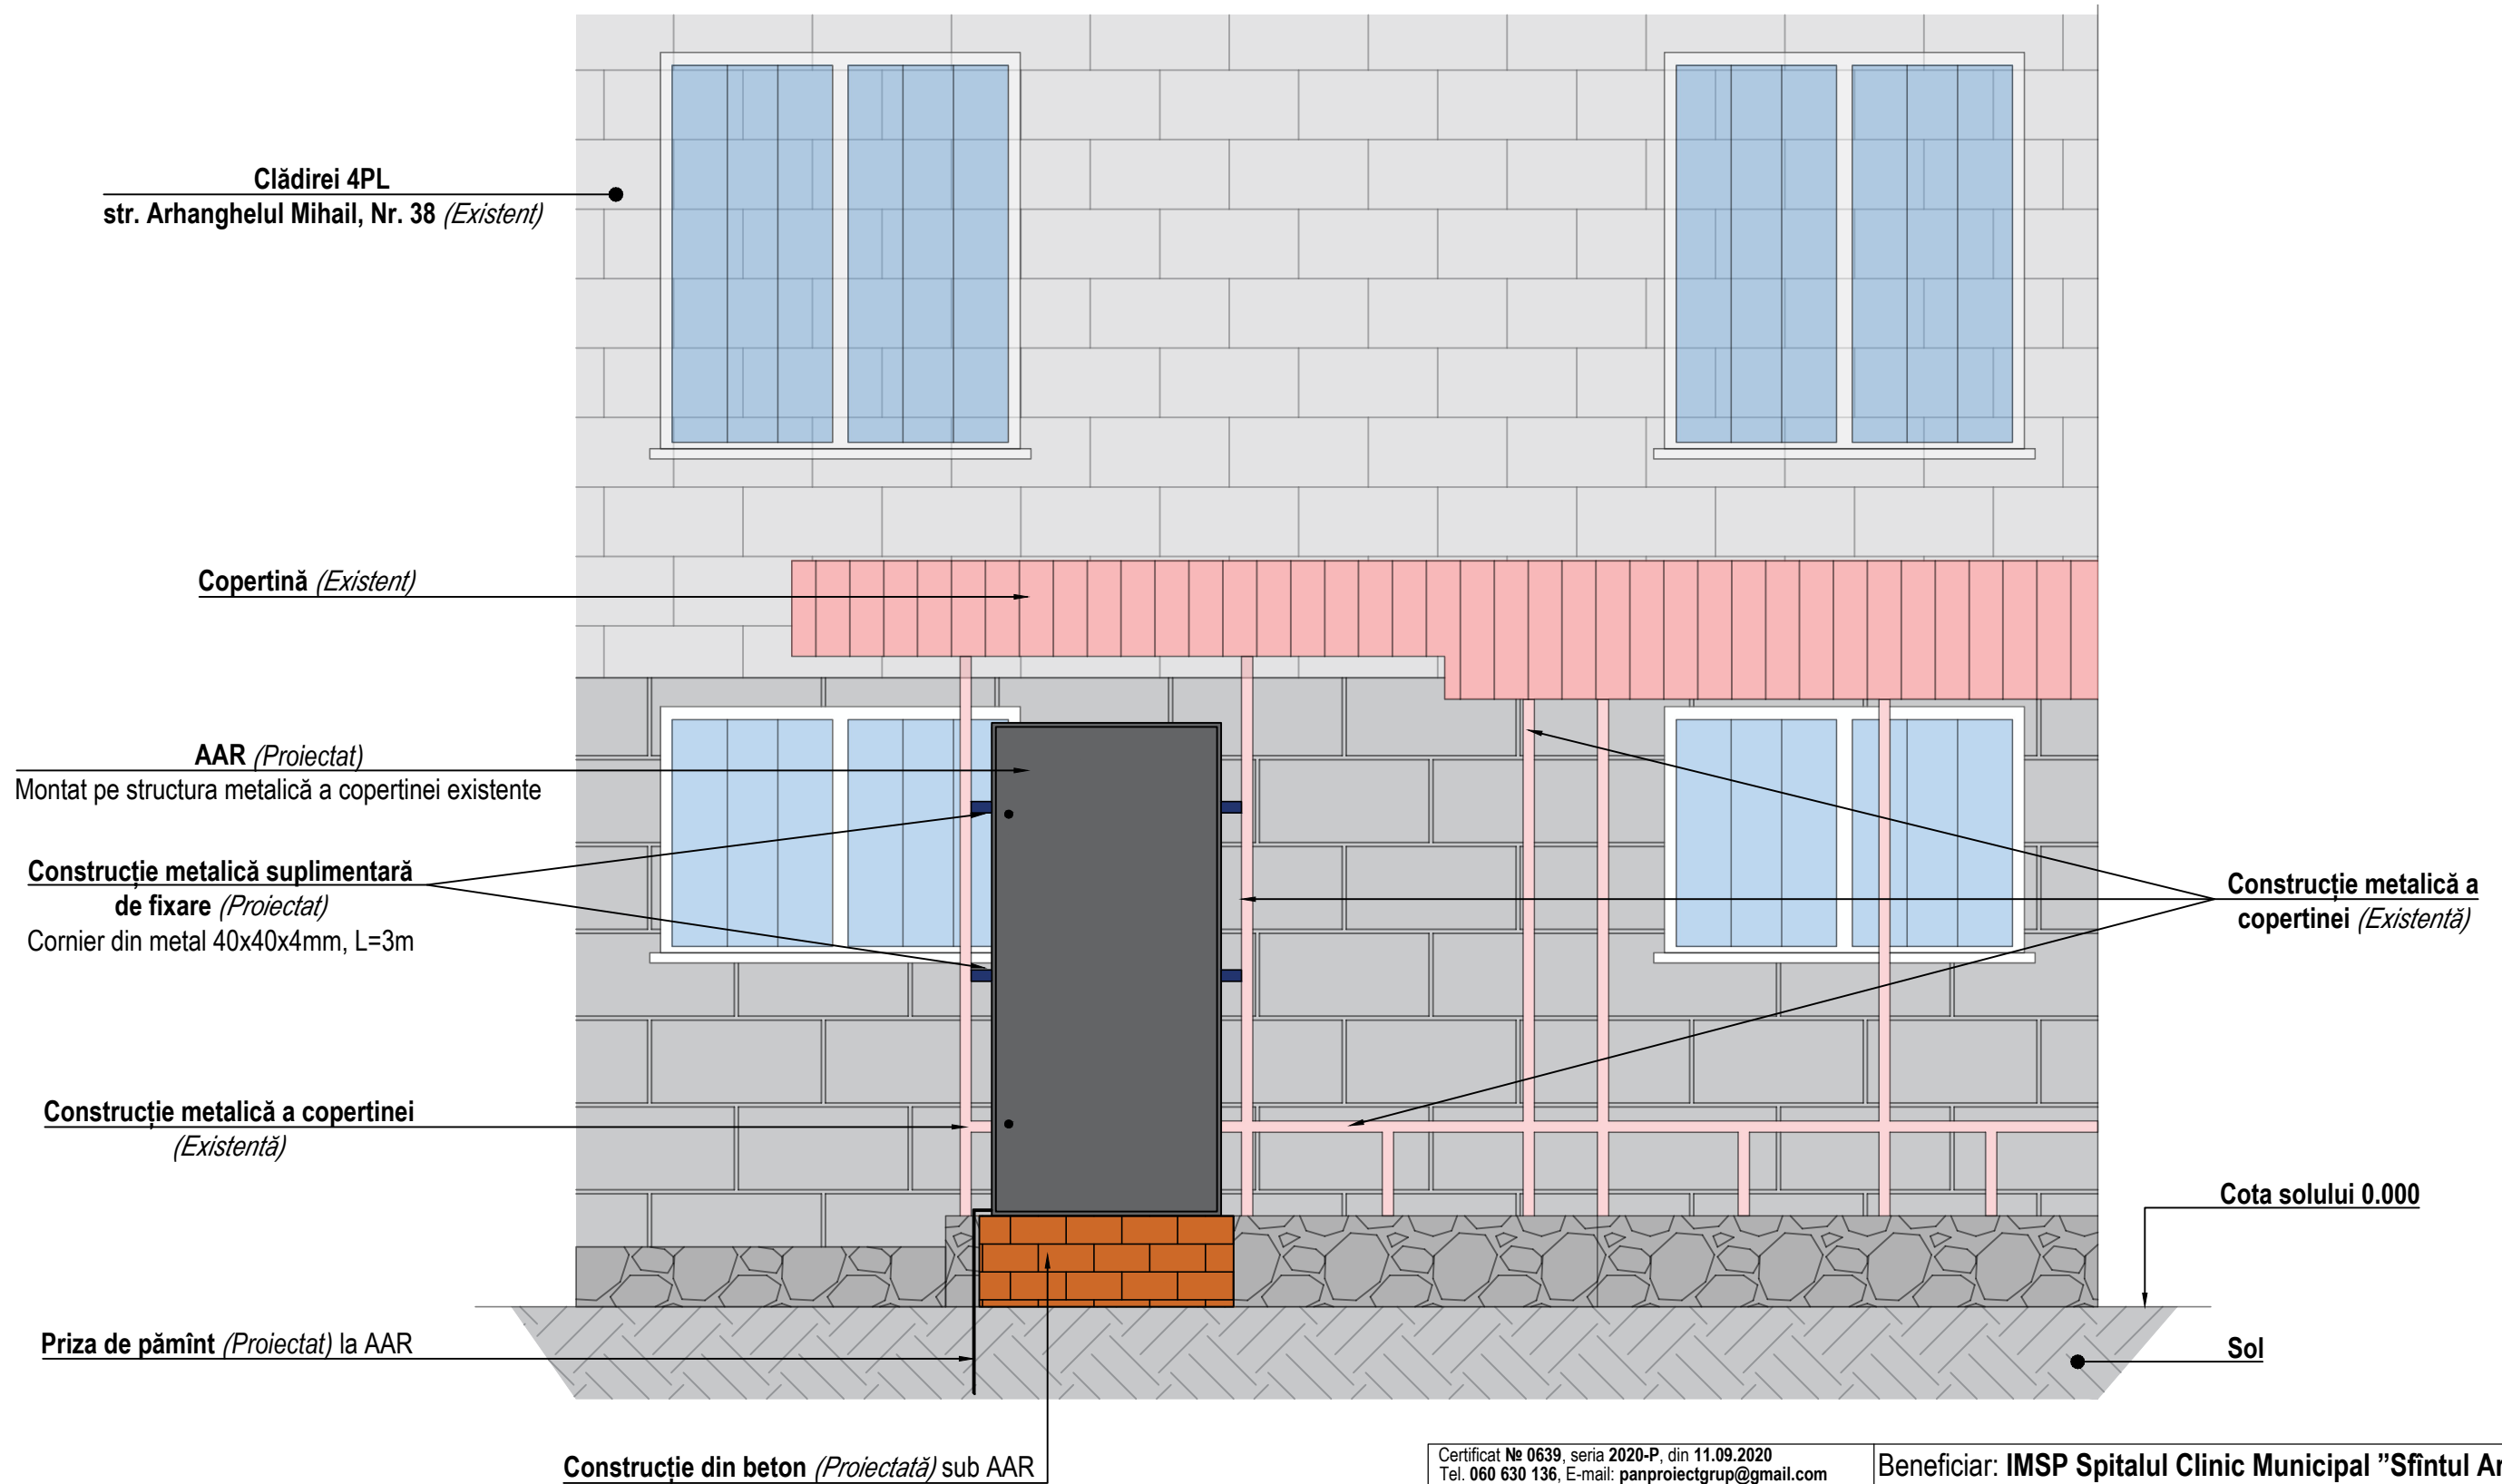 Clădirei 4PL
str. Arhanghelul Mihail, Nr. 38 (Existent)
Copertină (Existent)
AAR (Proiectat)
Montat pe structura metalică a copertinei existente
Construcție metalică suplimentară
de fixare (Proiectat)
Cornier din metal 40x40x4mm, L=3m
Construcție metalică a
copertinei (Existentă)
Construcție metalică a copertinei
(Existentă)
Cota solului 0.000
Priza de pămînt (Proiectat) la AAR
Sol
Construcție din beton (Proiectată) sub AAR
Certificat № 0639, seria 2020-P, din 11.09.2020
Tel. 060 630 136, E-mail: panproiectgrup@gmail.com
Beneficiar: IMSP Spitalul Clinic Municipal ”Sfîntul Ar